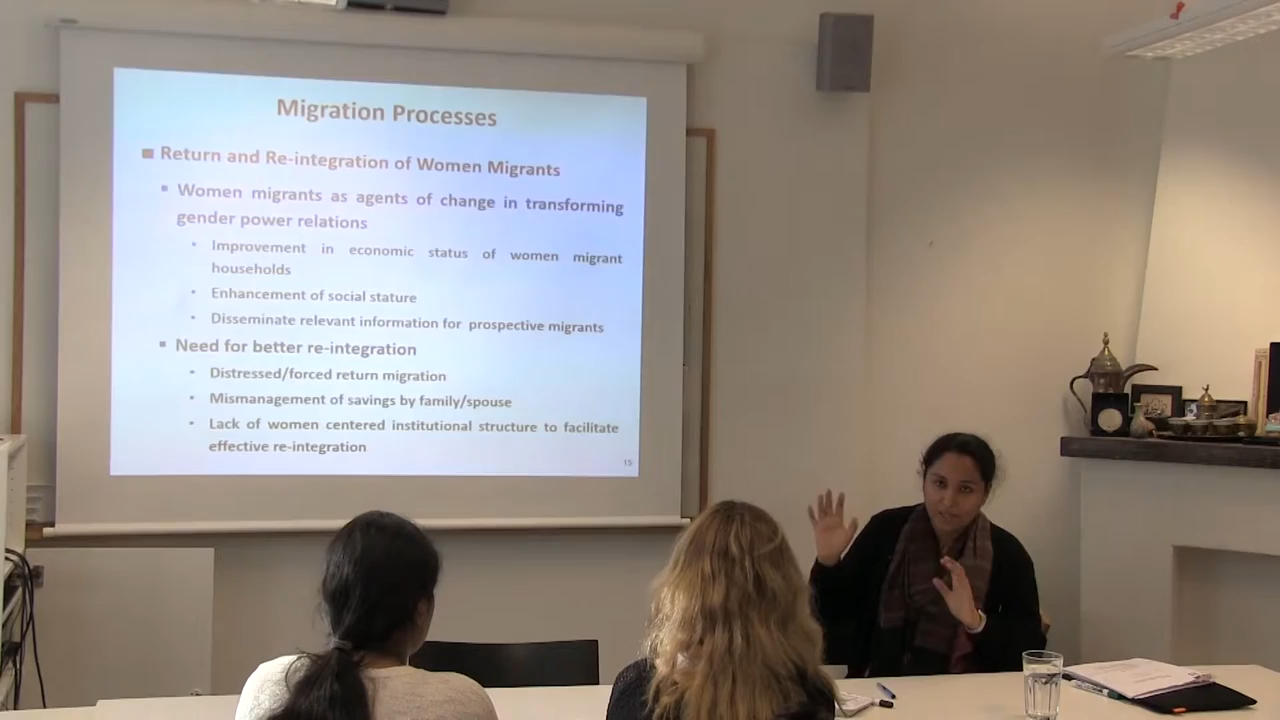 Migration Processes
Return and Re-integration of Women Migrants
Women migrants as agents of change in transforming
gender power relations
Improvement in economic status of women migrant
households
Enhancement of social stature
Disseminate relevant information for prospective migrants
Need for better re-integration
Distressed/forced return migration
Mismanagement of savings by family/spouse
Lack of women centered institutional structure to facilitate
effective re-integration
15